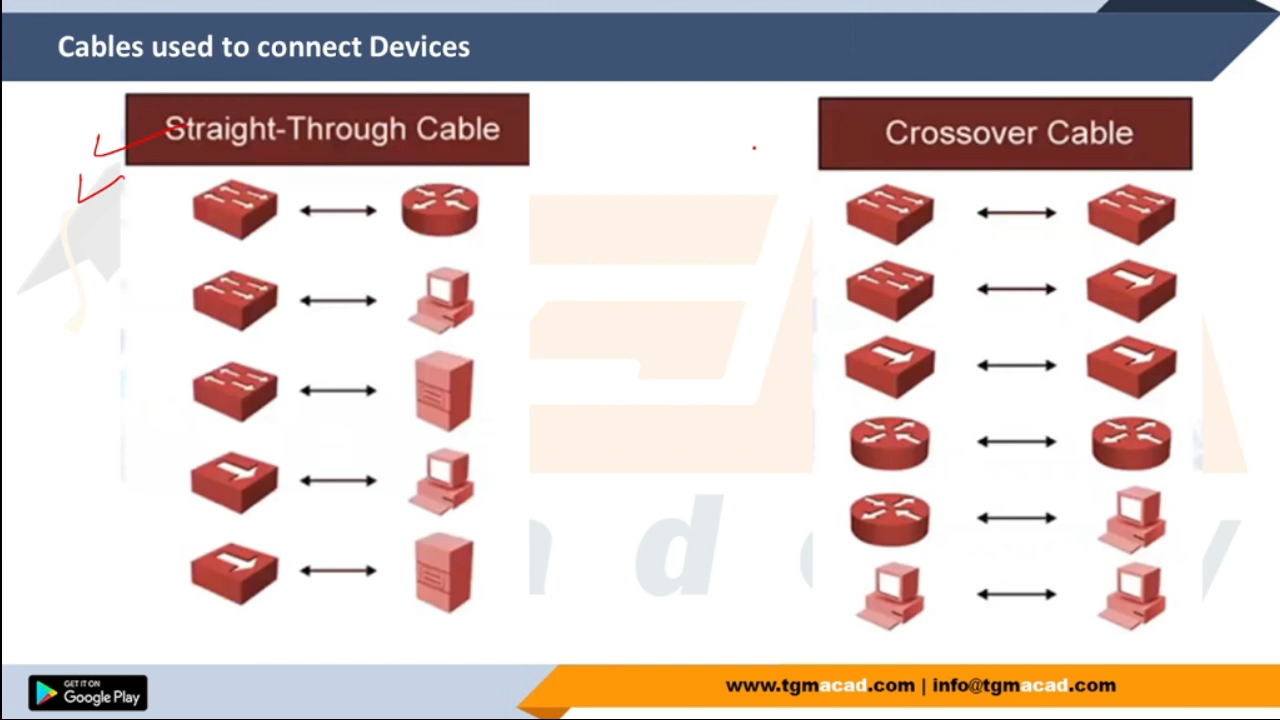 Cables used to connect Devices
Straight-Through Cable
Crossover Cable
n d y
GET IT ON
Google Play
www.tgmacad.com | info@tgmacad.com